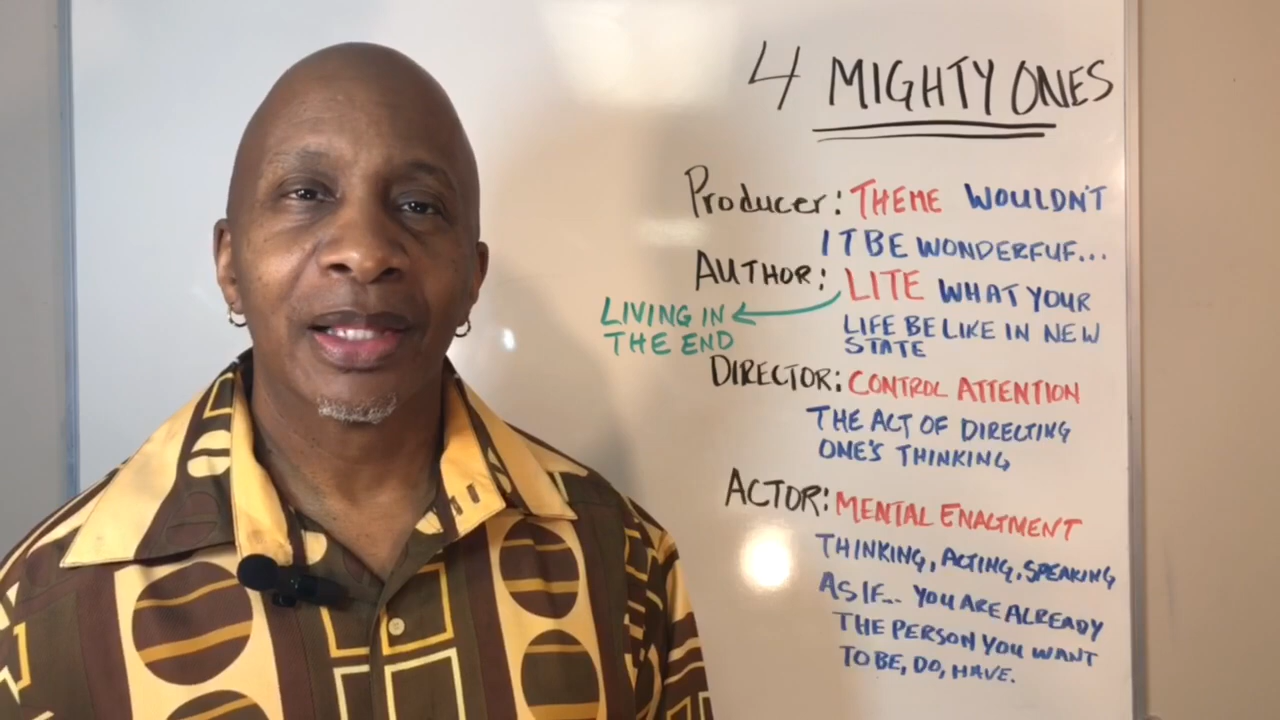 4 MIGHTY ONES
Producer: THEME WOULDN'T
IT BE WONDERFUF...
AUTHOR: LITE WHAT YOUR
LIFE BE LIKE IN NEW
STATE
LIVING IN
THE END
DIRECTOR: CONTROL ATTENTION
THE ACT OF DIRECTING
ONE'S THINKING
ACTOR: MENTAL ENACTMENT
THINKING, ACTING, SPEAKING
AS IF... YOU ARE ALREADY
THE PERSON YOU WANT
TO BE, DO, HAVE.